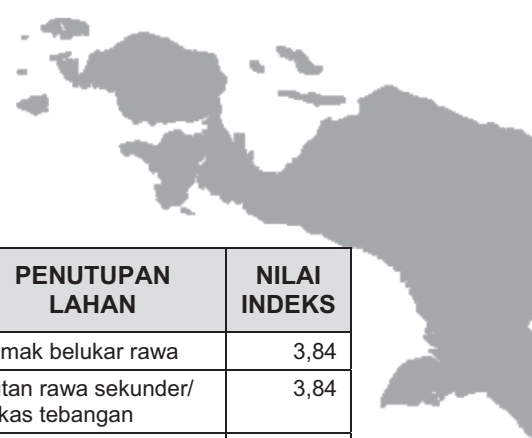 PENUTUPAN LAHAN
NILAI INDEKS
mak belukar rawa
3,84
tan rawa sekunder/
3,84
kas tebangan